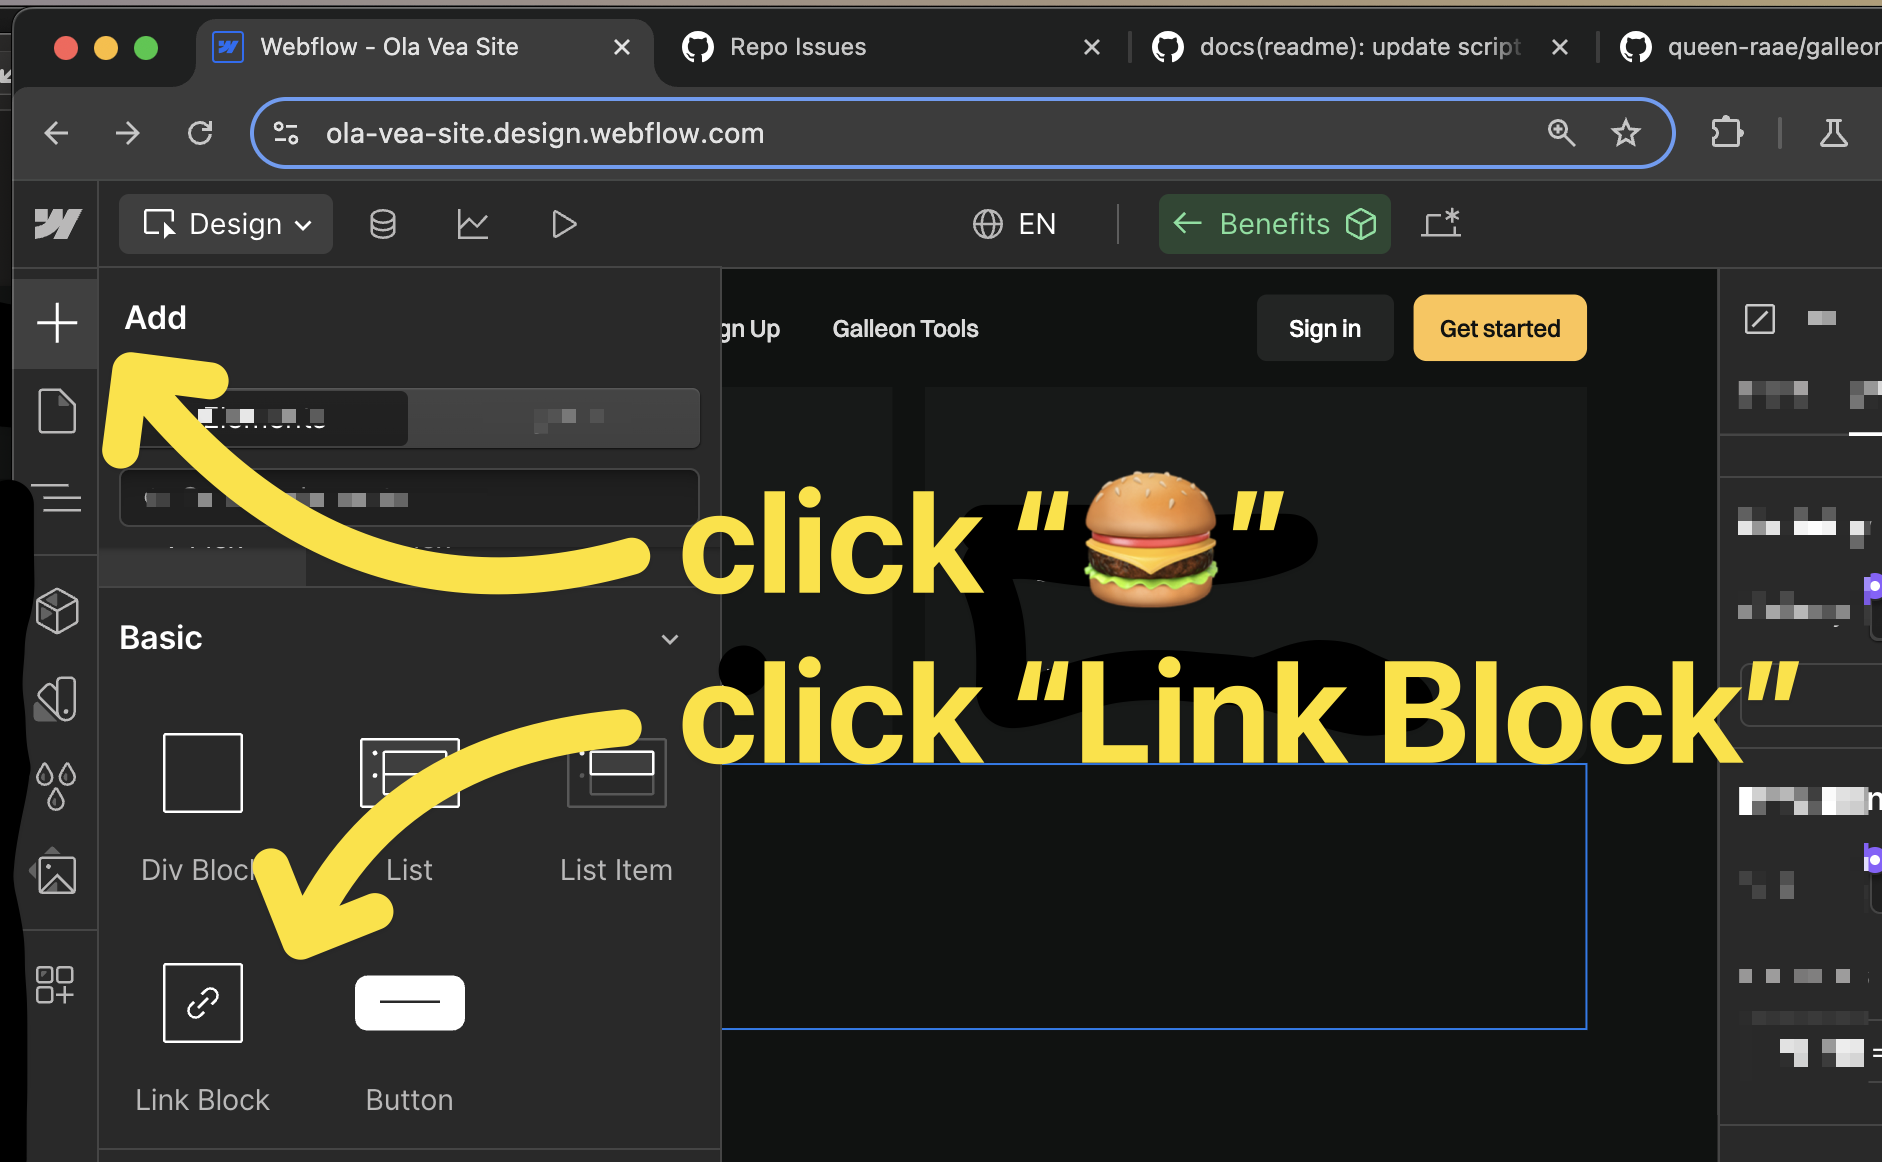 Webflow - Ola Vea Site
Repo Issues
docs(readme): update script
queen-raae/galleon
ola-vea-site.design.webflow.com
Design
EN
Benefits
Add
gn Up
Galleon Tools
Sign in
Get started
click “🍔”
Basic
click “Link Block”
Div Block
List
List Item
Link Block
Button